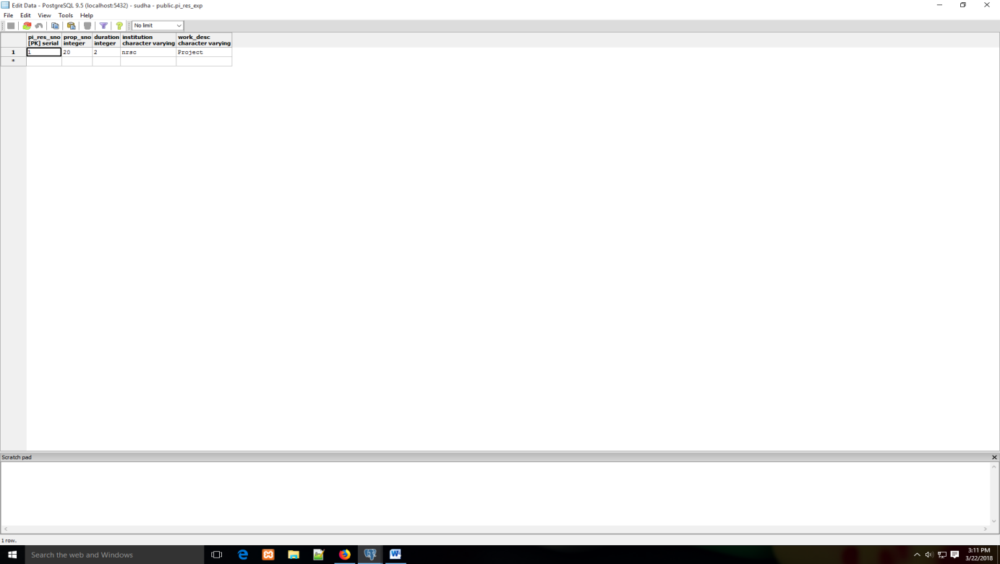 Edit Data - PostgreSQL 9.5 (localhost:5432) - sudha - public.pi_res_exp
File Edit View Tools Help
No limit
pi_res_sno prop_sno duration institution work_desc
[PK] serial integer integer character varying character varying
1 1 20 2 nrsc Project
*
Scratch pad
1 row.
Search the web and Windows
3:11 PM
3/22/2018